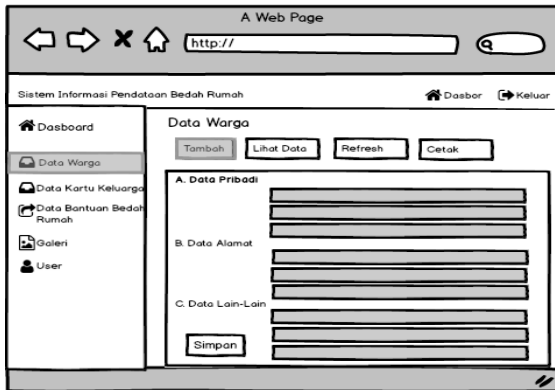 A Web Page
http://
Sistem Informasi Pendataan Bedah Rumah
Dasbor
Keluar
Dasboard
Data Warga
Data Kartu Keluarga
Data Bantuan Bedah
Rumah
Galeri
User
Data Warga
Tambah
Lihat Data
Refresh
Cetak
A. Data Pribadi
B. Data Alamat
C. Data Lain-Lain
Simpan